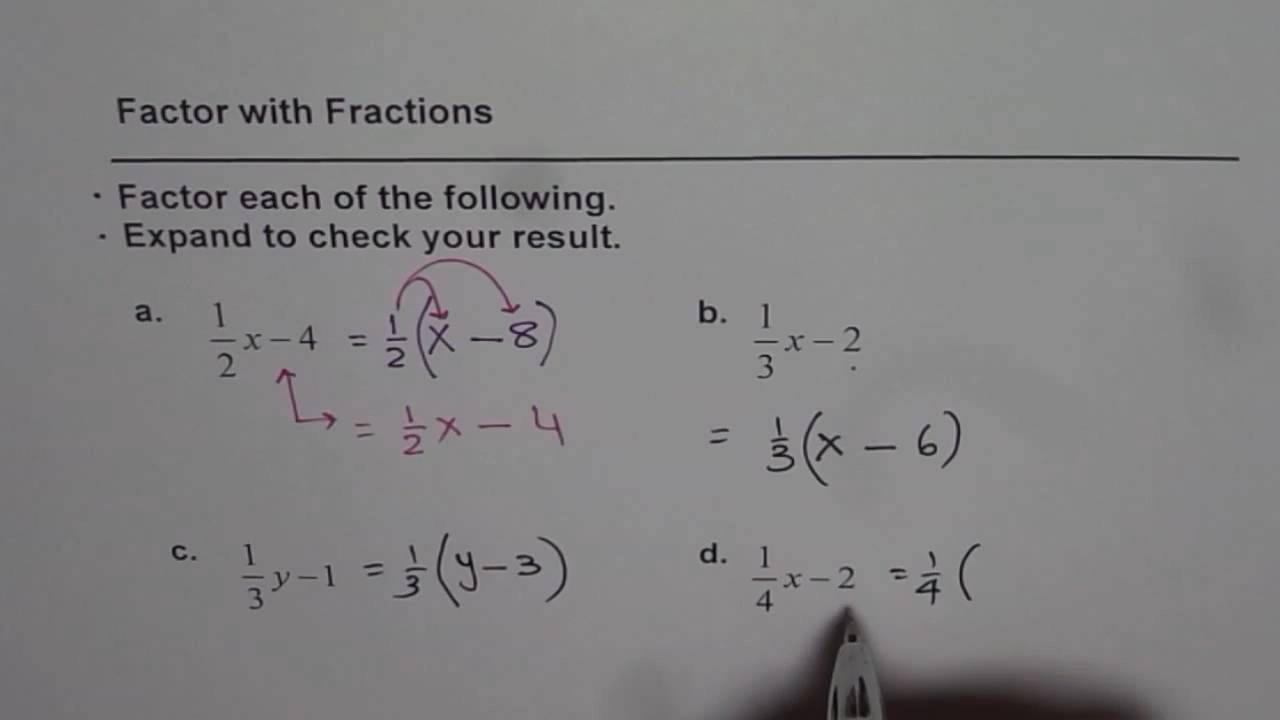 Factor with Fractions
· Factor each of the following.
· Expand to check your result.
a. 1/2 x - 4 = 1/2 (x - 8)
= 1/2 x - 4
b. 1/3 x - 2
= 1/3 (x - 6)
c. 1/3 y - 1 = 1/3 (y - 3)
d. 1/4 x - 2 = 1/4 (